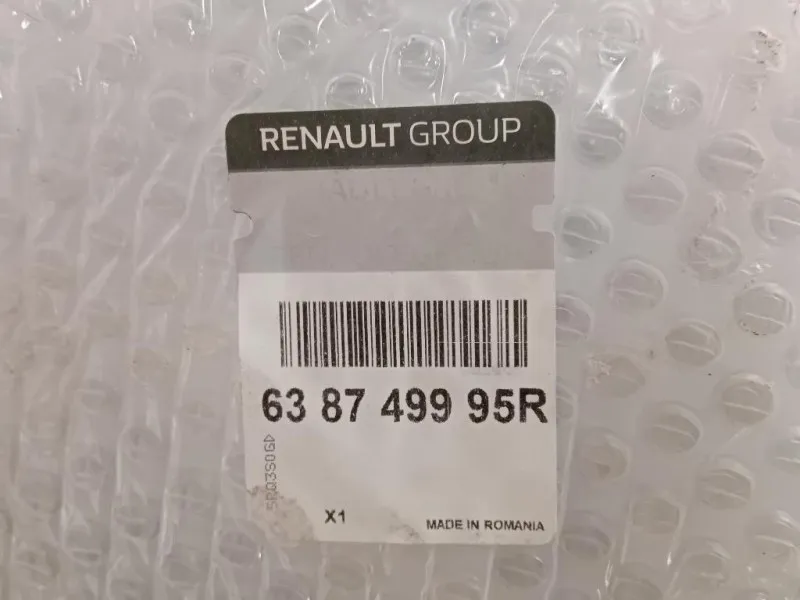 RENAULT GROUP
63 87 499 95R
X1
MADE IN ROMANIA